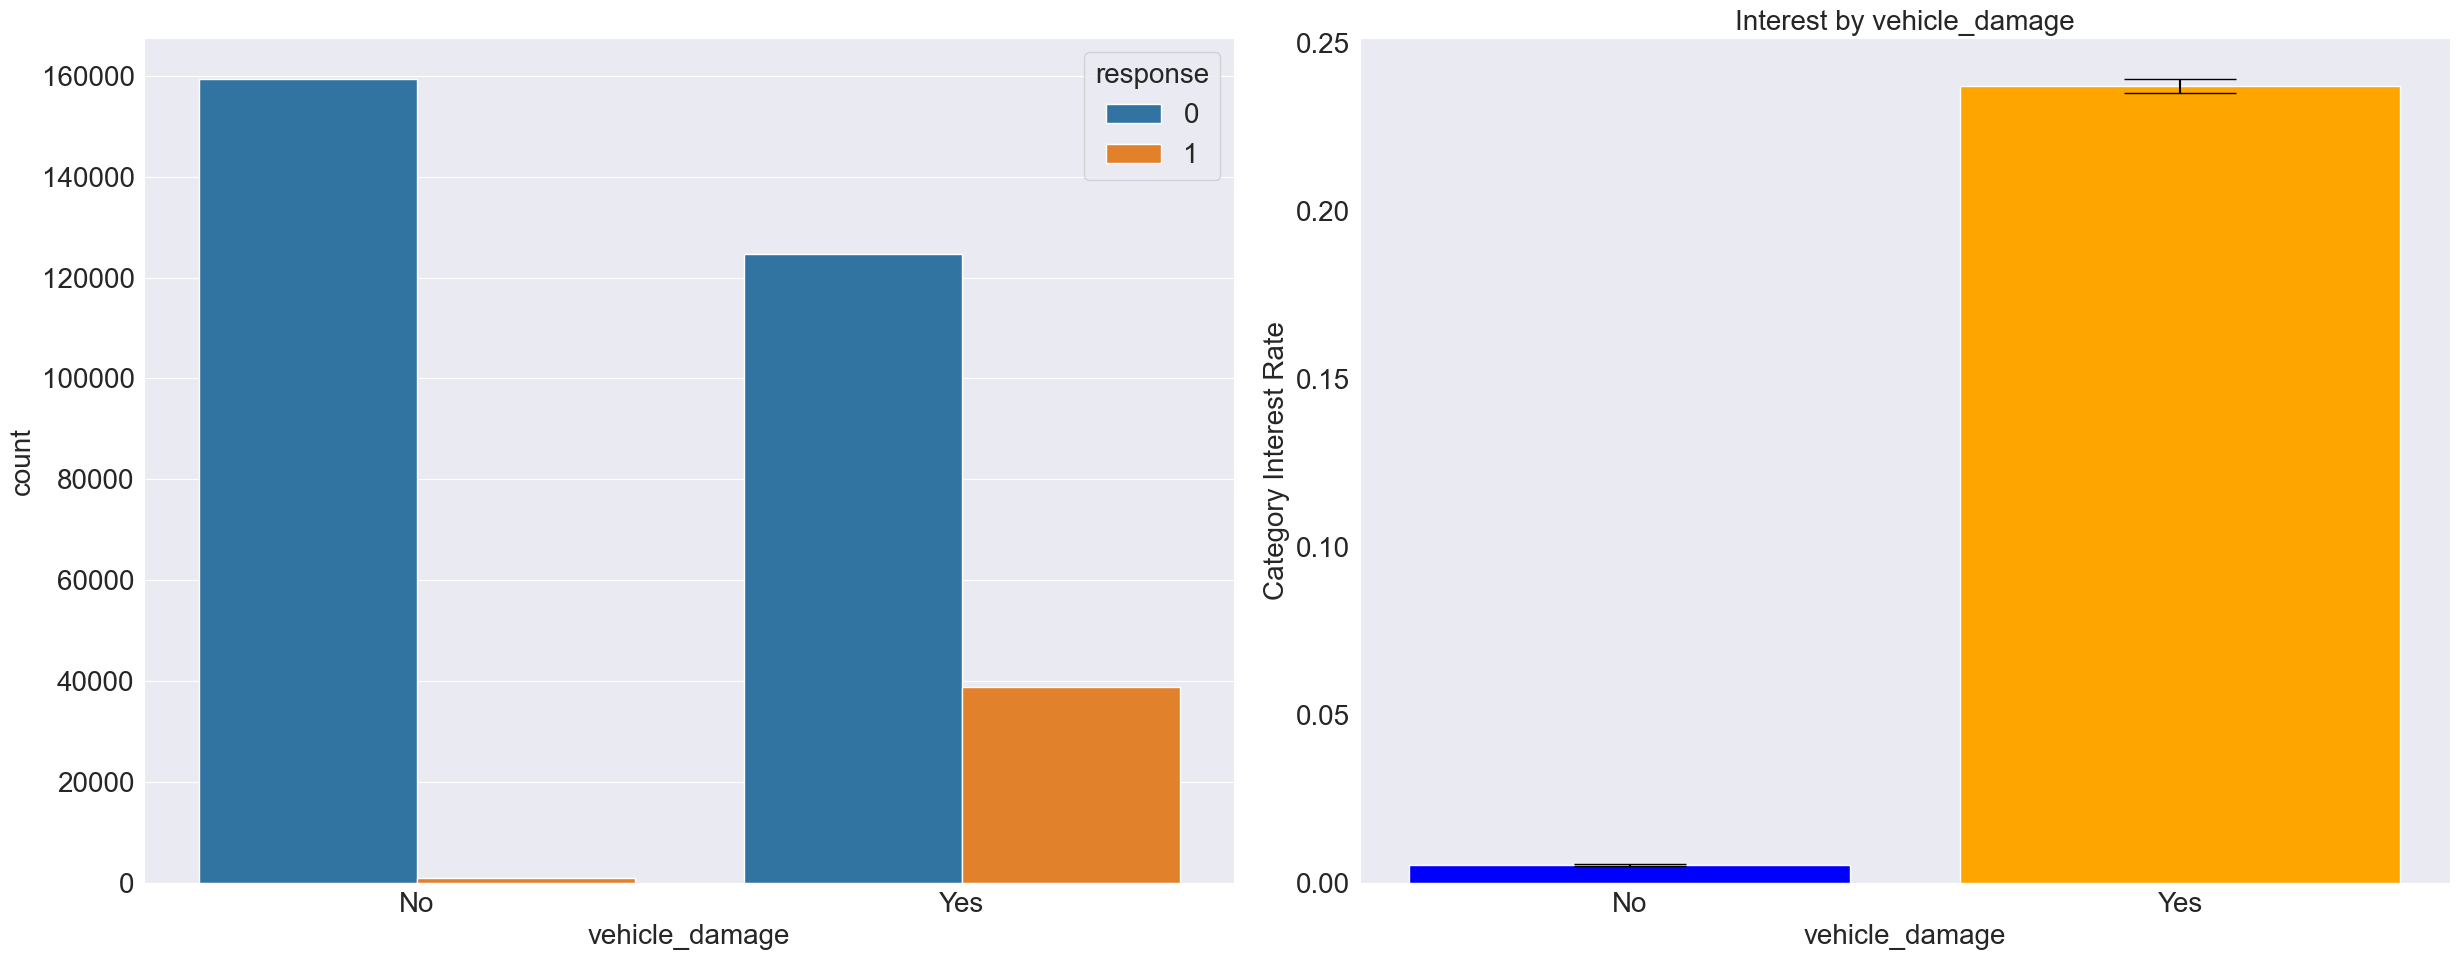 160000
140000
120000
100000
80000
60000
40000
20000
0
count
No
Yes
vehicle_damage
response
0
1
Interest by vehicle_damage
0.25
0.20
0.15
0.10
0.05
0.00
Category Interest Rate
No
Yes
vehicle_damage